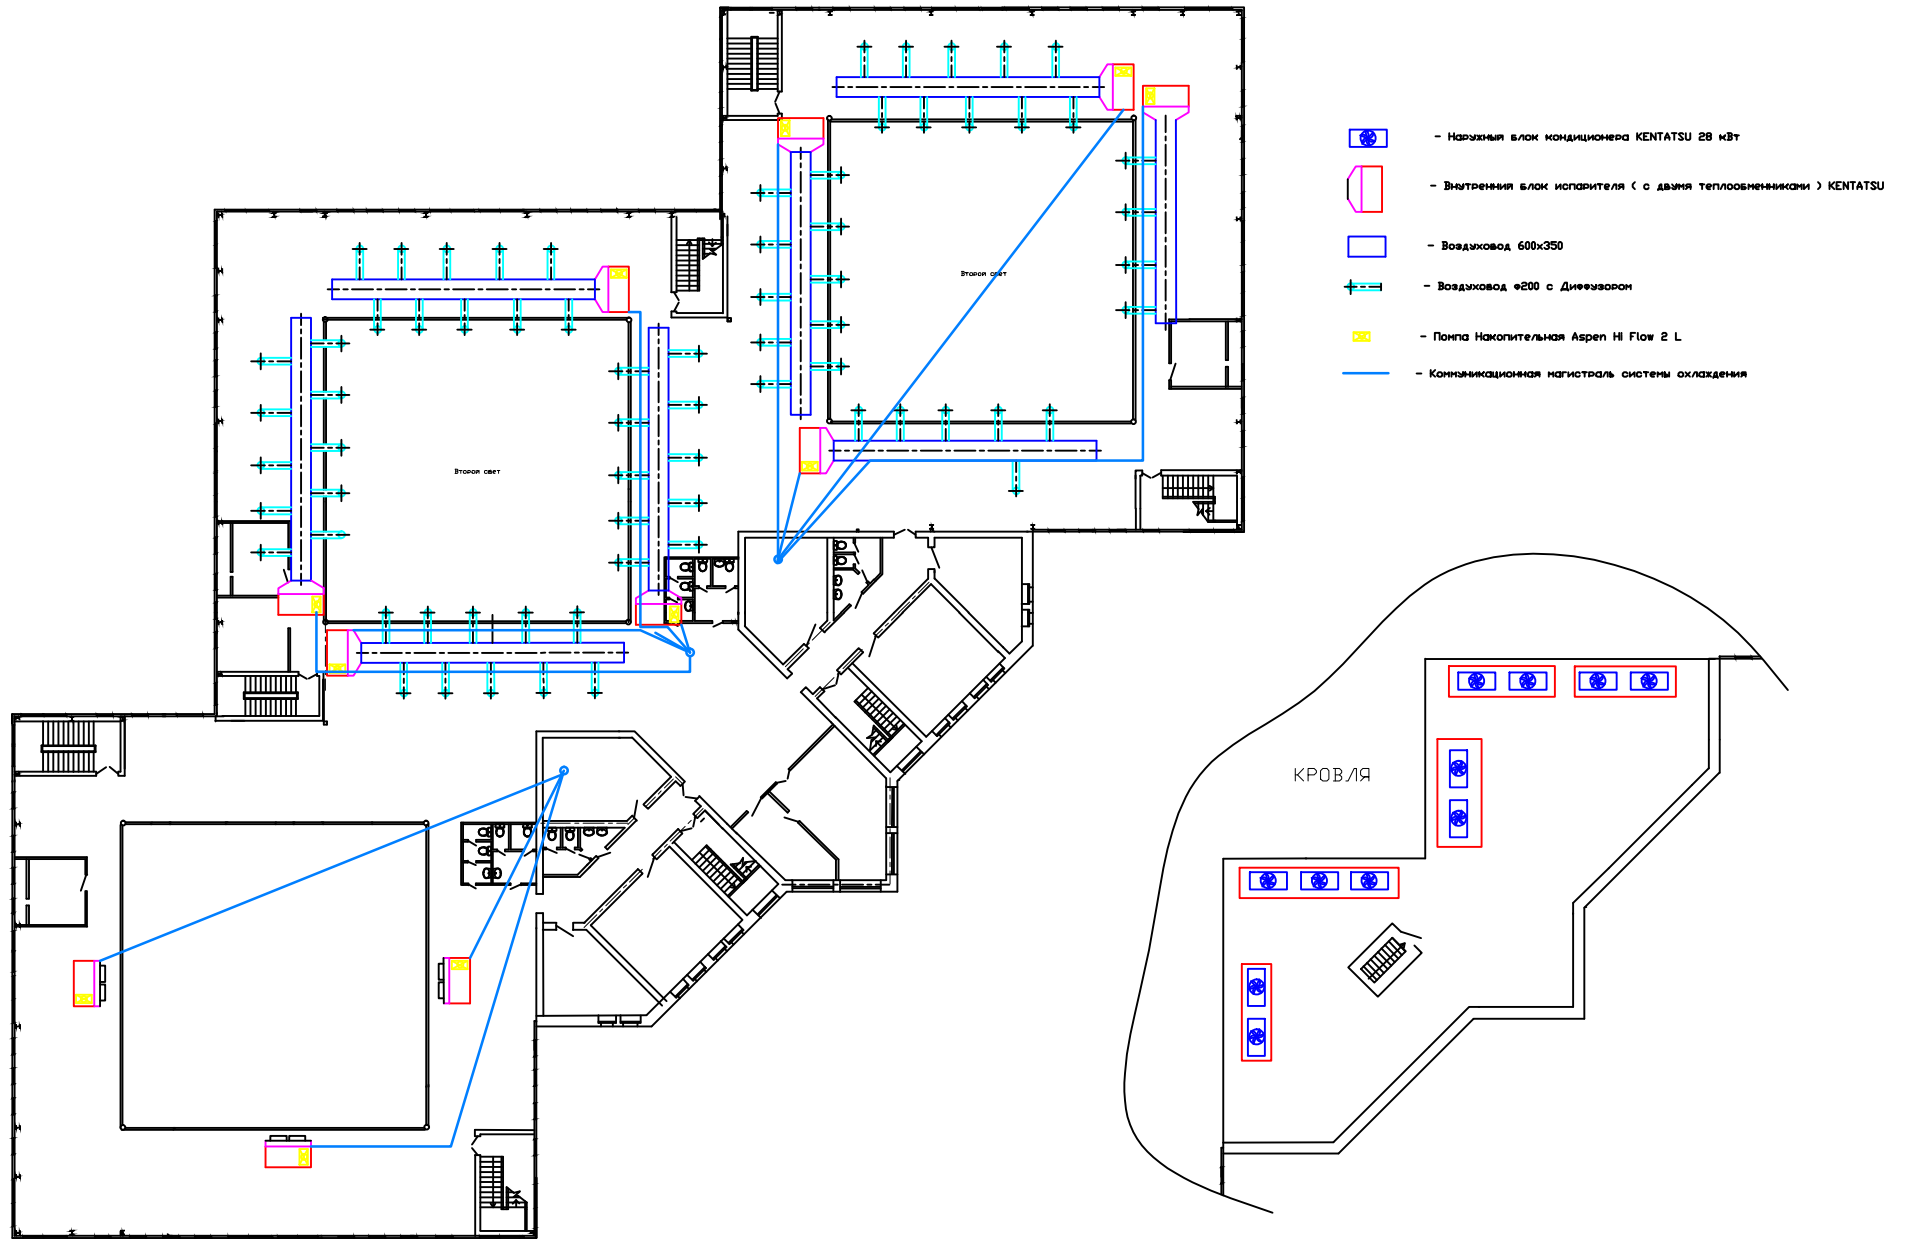 - Наружный блок кондиционера KENTATSU 28 кВт
- Внутренний блок испарителя ( с двумя теплообменниками ) KENTATSU
- Воздуховод 600x350
- Воздуховод ф200 с Диффузором
- Помпа Накопительная Aspen Hi Flow 2 L
- Коммуникационная магистраль системы охлаждения
Второй свет
Второй свет
КРОВЛЯ